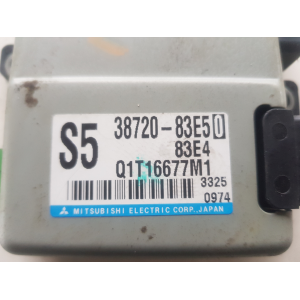 S5 38720-83E50
83E4
Q1T16677M1
3325
0974
MITSUBISHI ELECTRIC CORP., JAPAN